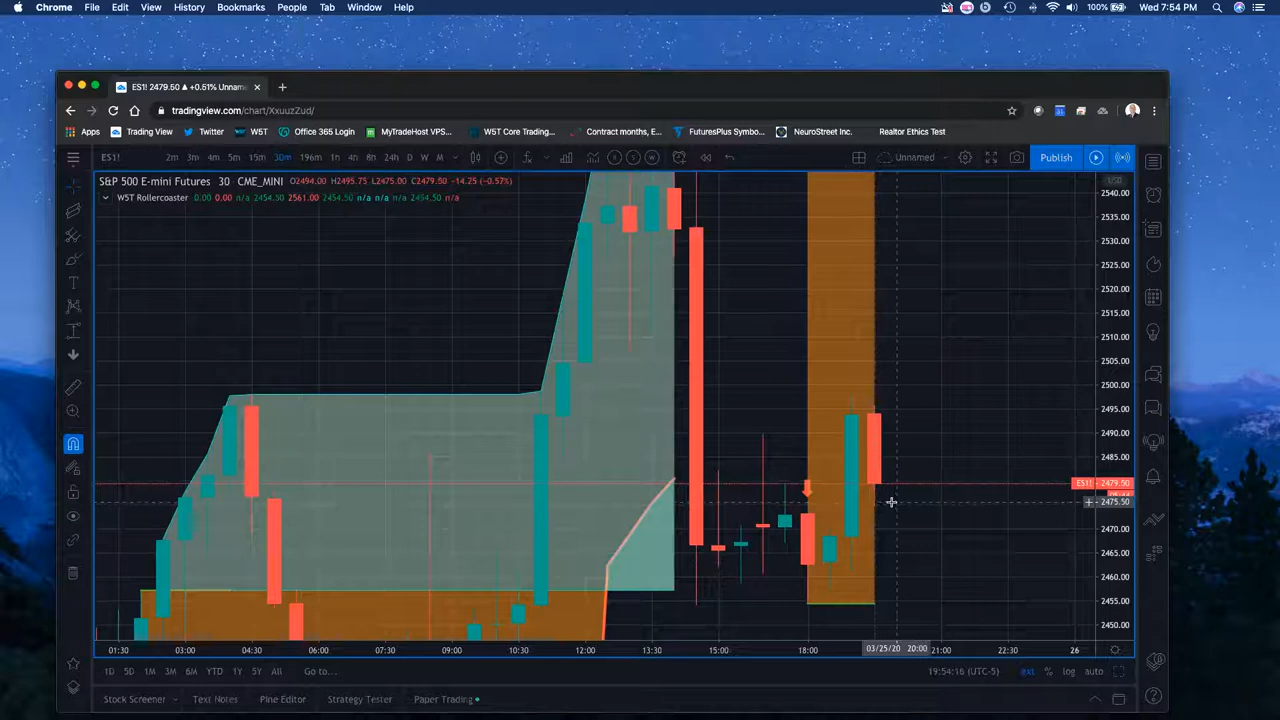 Chrome File Edit View History Bookmarks People Tab Window Help 100% Wed 7:54 PM
ES1! 2479.50 ▲ +0.51% Unnam
tradingview.com/chart/XxuuzZud/
Apps Trading View Twitter W5T Office 365 Login MyTradeHost VPS... W5T Core Trading... Contract months, E... FuturesPlus Symbo... NeuroStreet Inc. Realtor Ethics Test
ES1! 2m 3m 4m 5m 15m 30m 196m 1h 4h 8h 24h D W M Unnamed Publish
S&P 500 E-mini Futures 30 CME_MINI O2494.00 H2495.75 L2475.00 C2479.50 -14.25 (-0.57%)
W5T Rollercoaster 0.00 0.00 n/a 2454.50 2561.00 2454.50 n/a n/a n/a 2454.50 n/a
2540.00
2535.00
2530.00
2525.00
2520.00
2515.00
2510.00
2505.00
2500.00
2495.00
2490.00
2485.00
ES1! 2479.50
2475.50
2470.00
2465.00
2460.00
2455.00
2450.00
01:30 03:00 04:30 06:00 07:30 09:00 10:30 12:00 13:30 15:00 18:00 03/25/20 20:00 21:00 22:30 26
1D 5D 1M 3M 6M YTD 1Y 5Y All Go to... 19:54:16 (UTC-5) ext % log auto
Stock Screener Text Notes Pine Editor Strategy Tester Paper Trading